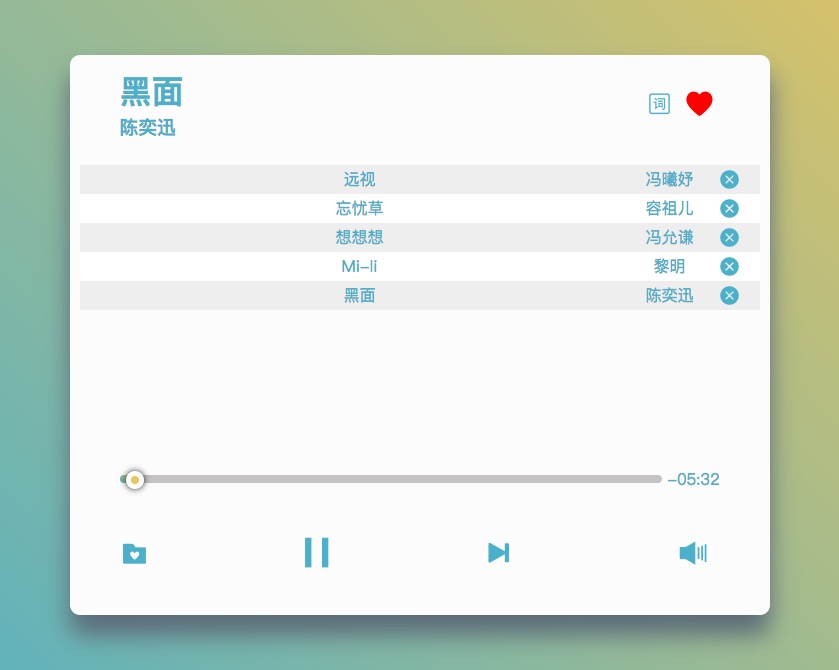 黑面
陈奕迅
词
远视 冯曦妤
忘忧草 容祖儿
想想想 冯允谦
Mi-li 黎明
黑面 陈奕迅
-05:32